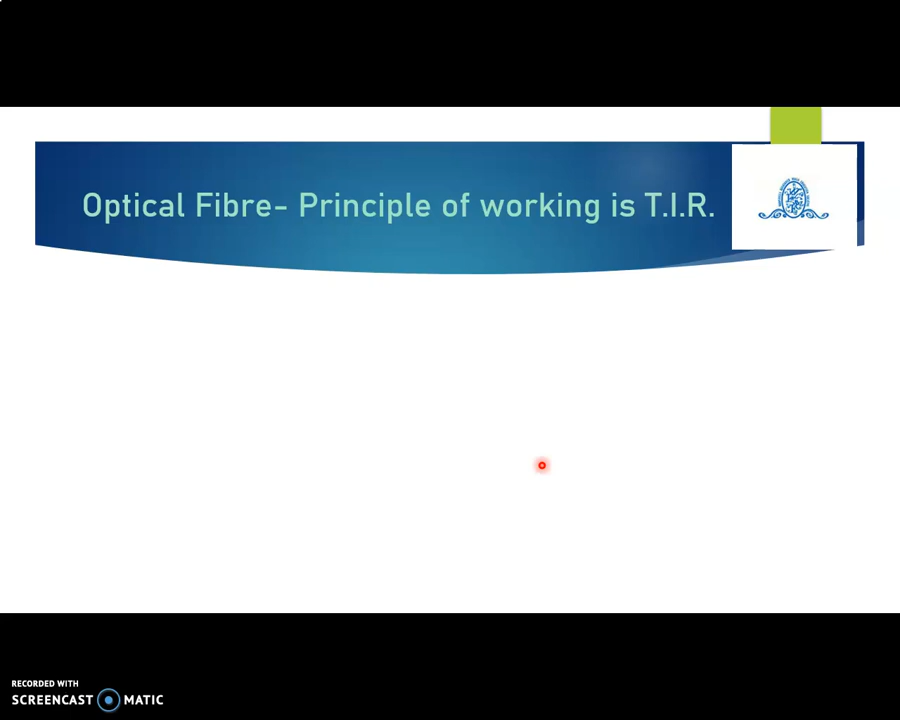 Optical Fibre- Principle of working is T.I.R.
RECORDED WITH
SCREENCAST MATIC